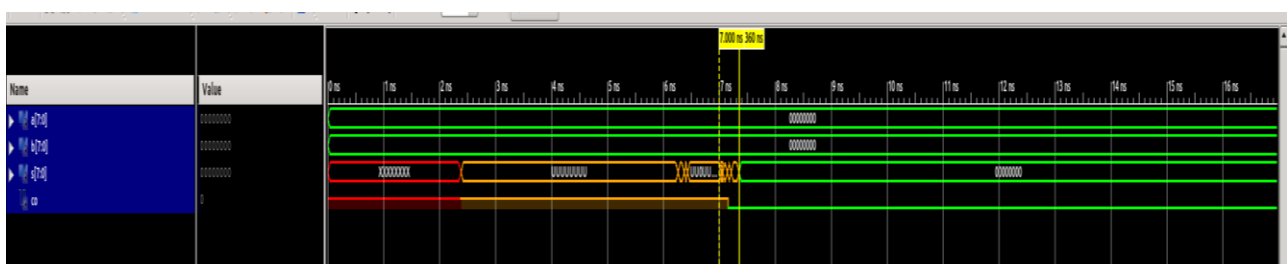 7.000 ns 360 ns
Name Value 0 ns 1 ns 2 ns 3 ns 4 ns 5 ns 6 ns 7 ns 8 ns 9 ns 10 ns 11 ns 12 ns 13 ns 14 ns 15 ns 16 ns
a[7:0] 00000000 00000000
b[7:0] 00000000 00000000
s[7:0] 00000000 XXXXXXXX UUUUUUUU UU0UU... 00000000
co 0